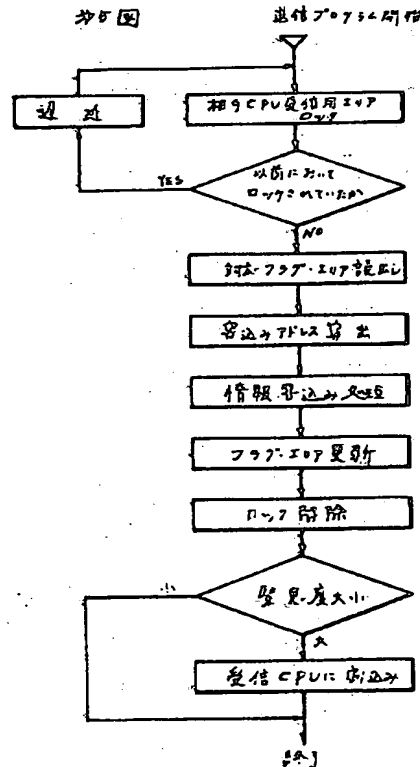 第5図
送信プログラム開始
相手CPU受信用エリア
ロック
遅延
以前において
ロックされていたか
YES
NO
対応フラグ・エリア読出し
書込みアドレス算出
情報書込み処理
フラグ・エリア更新
ロック解除
緊急度大小
小
大
受信CPUに割込み
終了